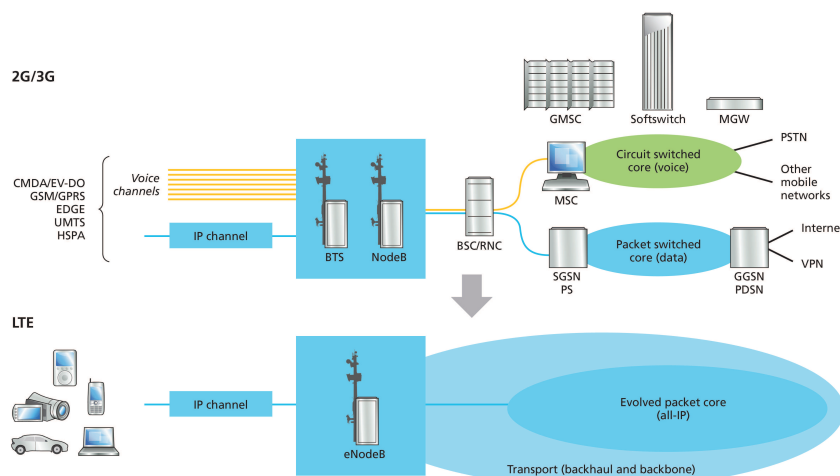 2G/3G
GMSC
Softswitch
MGW
CMDA/EV-DO
GSM/GPRS
EDGE
UMTS
HSPA
Voice
channels
IP channel
BTS
NodeB
BSC/RNC
MSC
Circuit switched
core (voice)
PSTN
Other
mobile
networks
SGSN
PS
Packet switched
core (data)
GGSN
PDSN
Internet
VPN
LTE
IP channel
eNodeB
Evolved packet core
(all-IP)
Transport (backhaul and backbone)